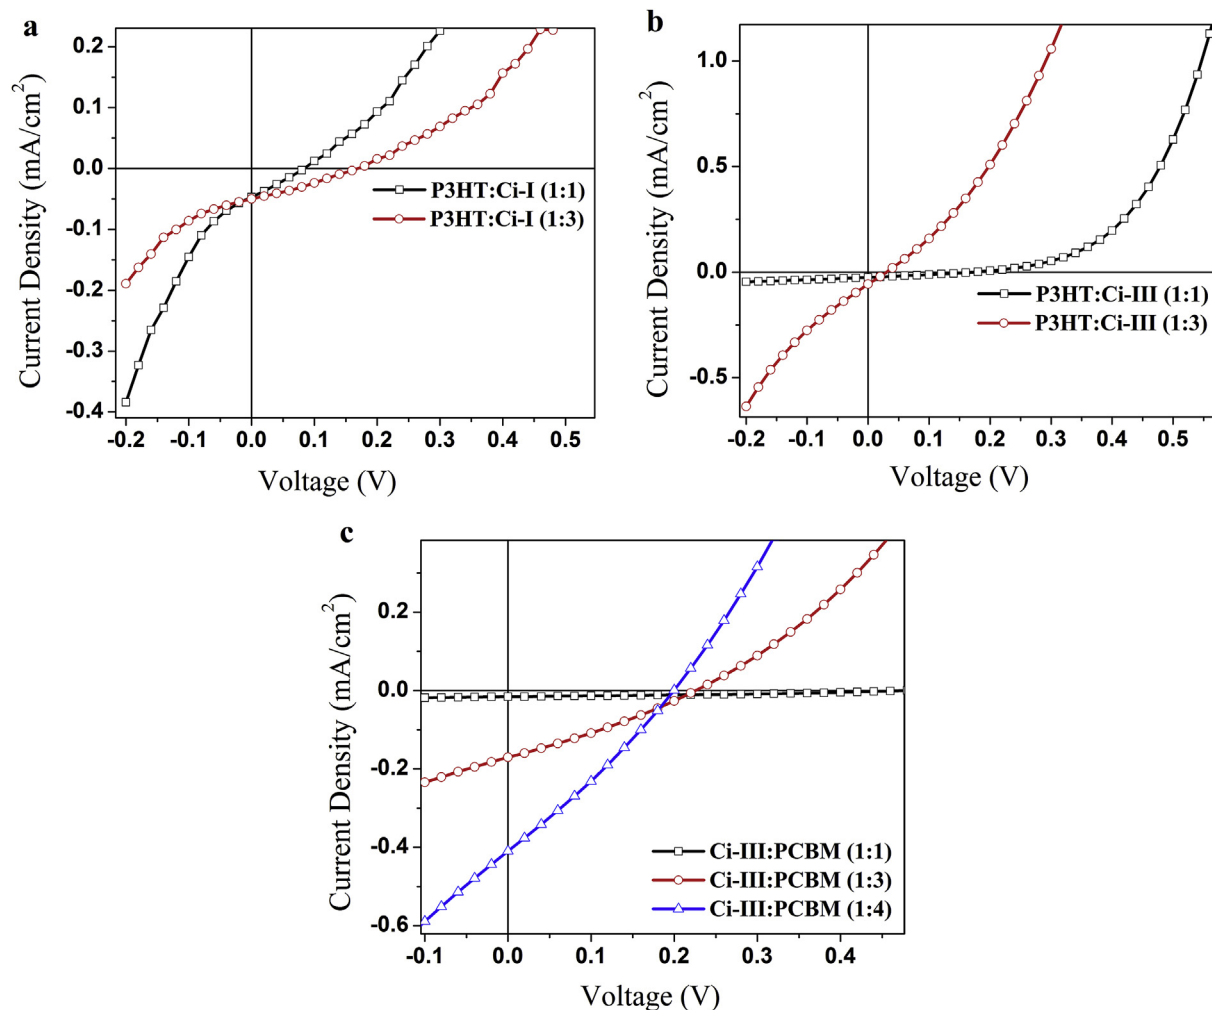 a
0.2
0.1
0.0
-0.1
-0.2
-0.3
-0.4
Current Density (mA/cm²)
P3HT:Ci-I (1:1)
P3HT:Ci-I (1:3)
-0.2 -0.1 0.0 0.1 0.2 0.3 0.4 0.5
Voltage (V)
b
1.0
0.5
0.0
-0.5
Current Density (mA/cm²)
P3HT:Ci-III (1:1)
P3HT:Ci-III (1:3)
-0.2 -0.1 0.0 0.1 0.2 0.3 0.4 0.5
Voltage (V)
c
0.2
0.0
-0.2
-0.4
-0.6
Current Density (mA/cm²)
Ci-III:PCBM (1:1)
Ci-III:PCBM (1:3)
Ci-III:PCBM (1:4)
-0.1 0.0 0.1 0.2 0.3 0.4
Voltage (V)